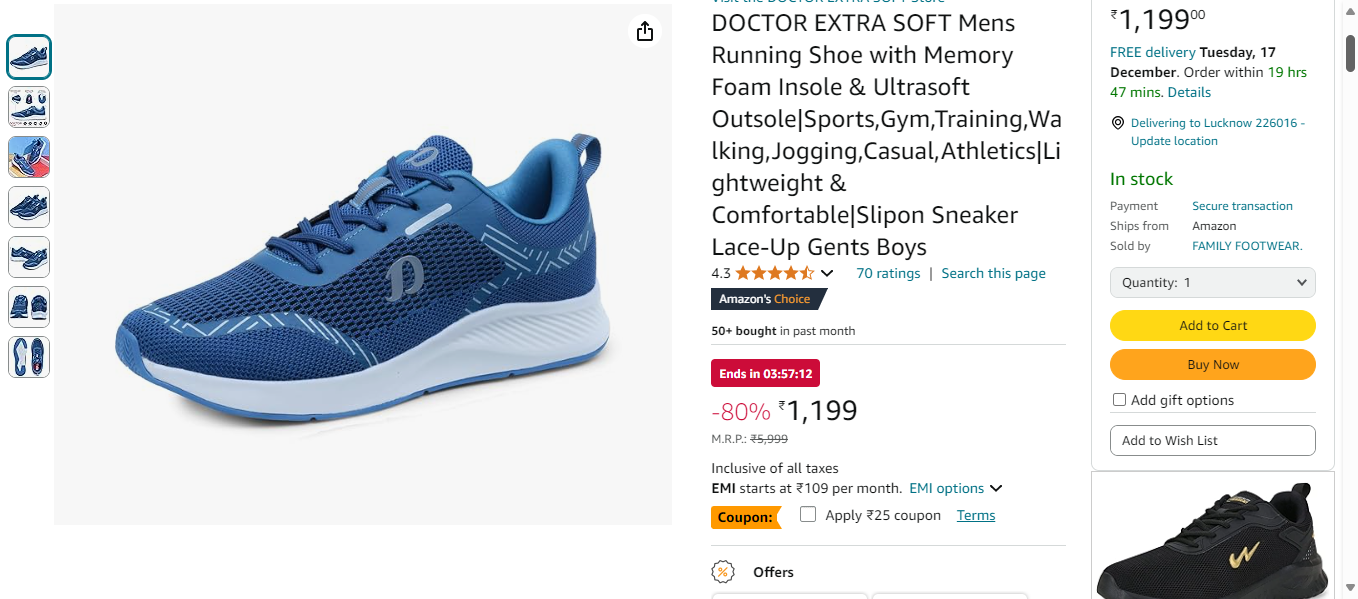 Visit the DOCTOR EXTRA SOFT Store
DOCTOR EXTRA SOFT Mens
Running Shoe with Memory
Foam Insole & Ultrasoft
Outsole|Sports,Gym,Training,Wa
lking,Jogging,Casual,Athletics|Li
ghtweight &
Comfortable|Slipon Sneaker
Lace-Up Gents Boys
4.3
70 ratings | Search this page
Amazon's Choice
50+ bought in past month
Ends in 03:57:12
-80% ₹1,199
M.R.P.: ₹5,999
Inclusive of all taxes
EMI starts at ₹109 per month. EMI options
Coupon: Apply ₹25 coupon Terms
Offers
₹1,19900
FREE delivery Tuesday, 17
December. Order within 19 hrs
47 mins. Details
Delivering to Lucknow 226016 -
Update location
In stock
Payment Secure transaction
Ships from Amazon
Sold by FAMILY FOOTWEAR.
Quantity: 1
Add to Cart
Buy Now
Add gift options
Add to Wish List